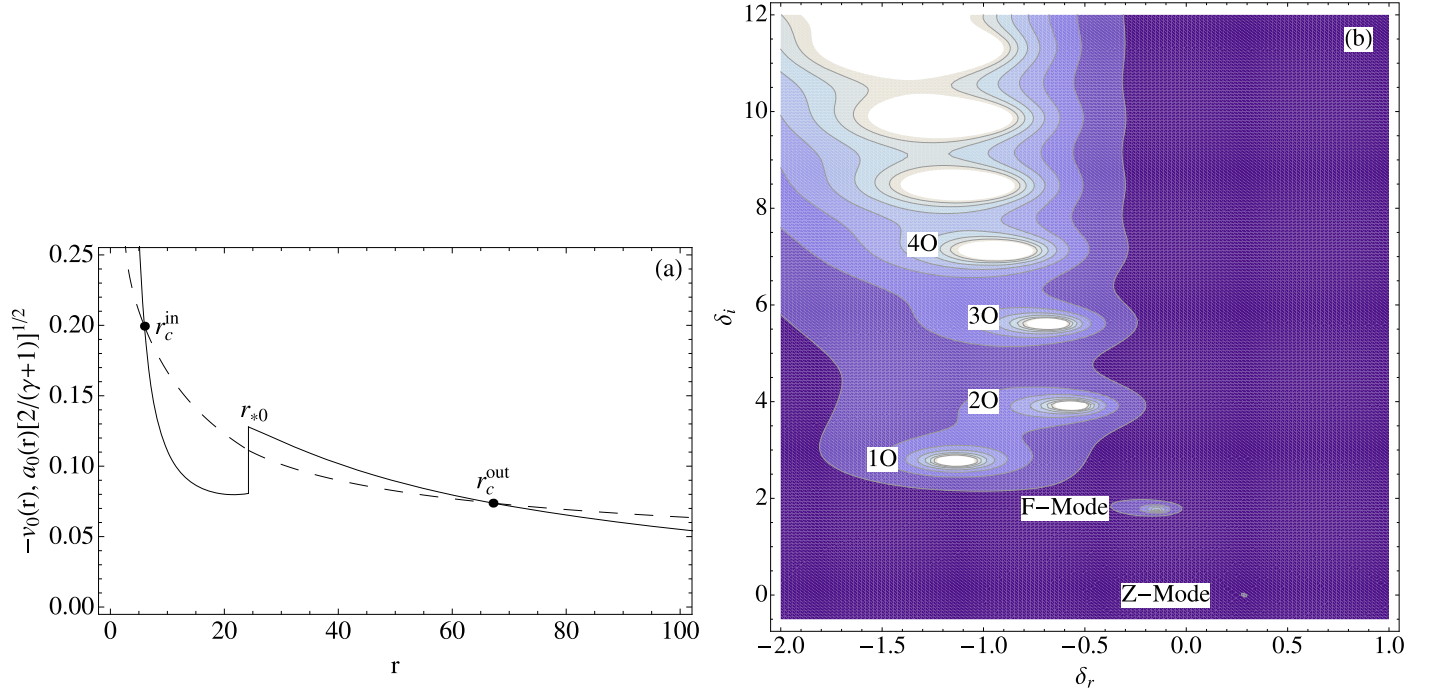 (a)
−v₀(r), a₀(r)[2/(γ+1)]^{1/2}
0.25
0.20
0.15
0.10
0.05
0.00
r_c^{in}
r_{*0}
r_c^{out}
0 20 40 60 80 100
r
(b)
δ_i
12
10
8
6
4
2
0
4O
3O
2O
1O
F−Mode
Z−Mode
−2.0 −1.5 −1.0 −0.5 0.0 0.5 1.0
δ_r